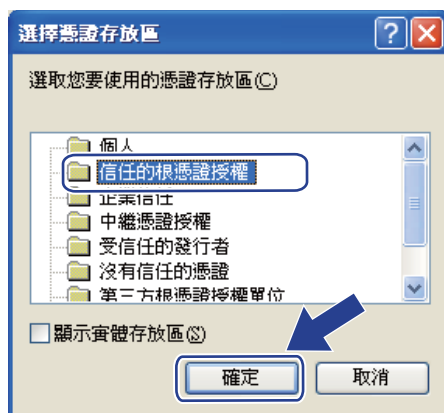 選擇憑證存放區
選取您要使用的憑證存放區(C)
個人
信任的根憑證授權
企業信任
中繼憑證授權
受信任的發行者
沒有信任的憑證
第三方根憑證授權單位
顯示實體存放區(S)
確定
取消